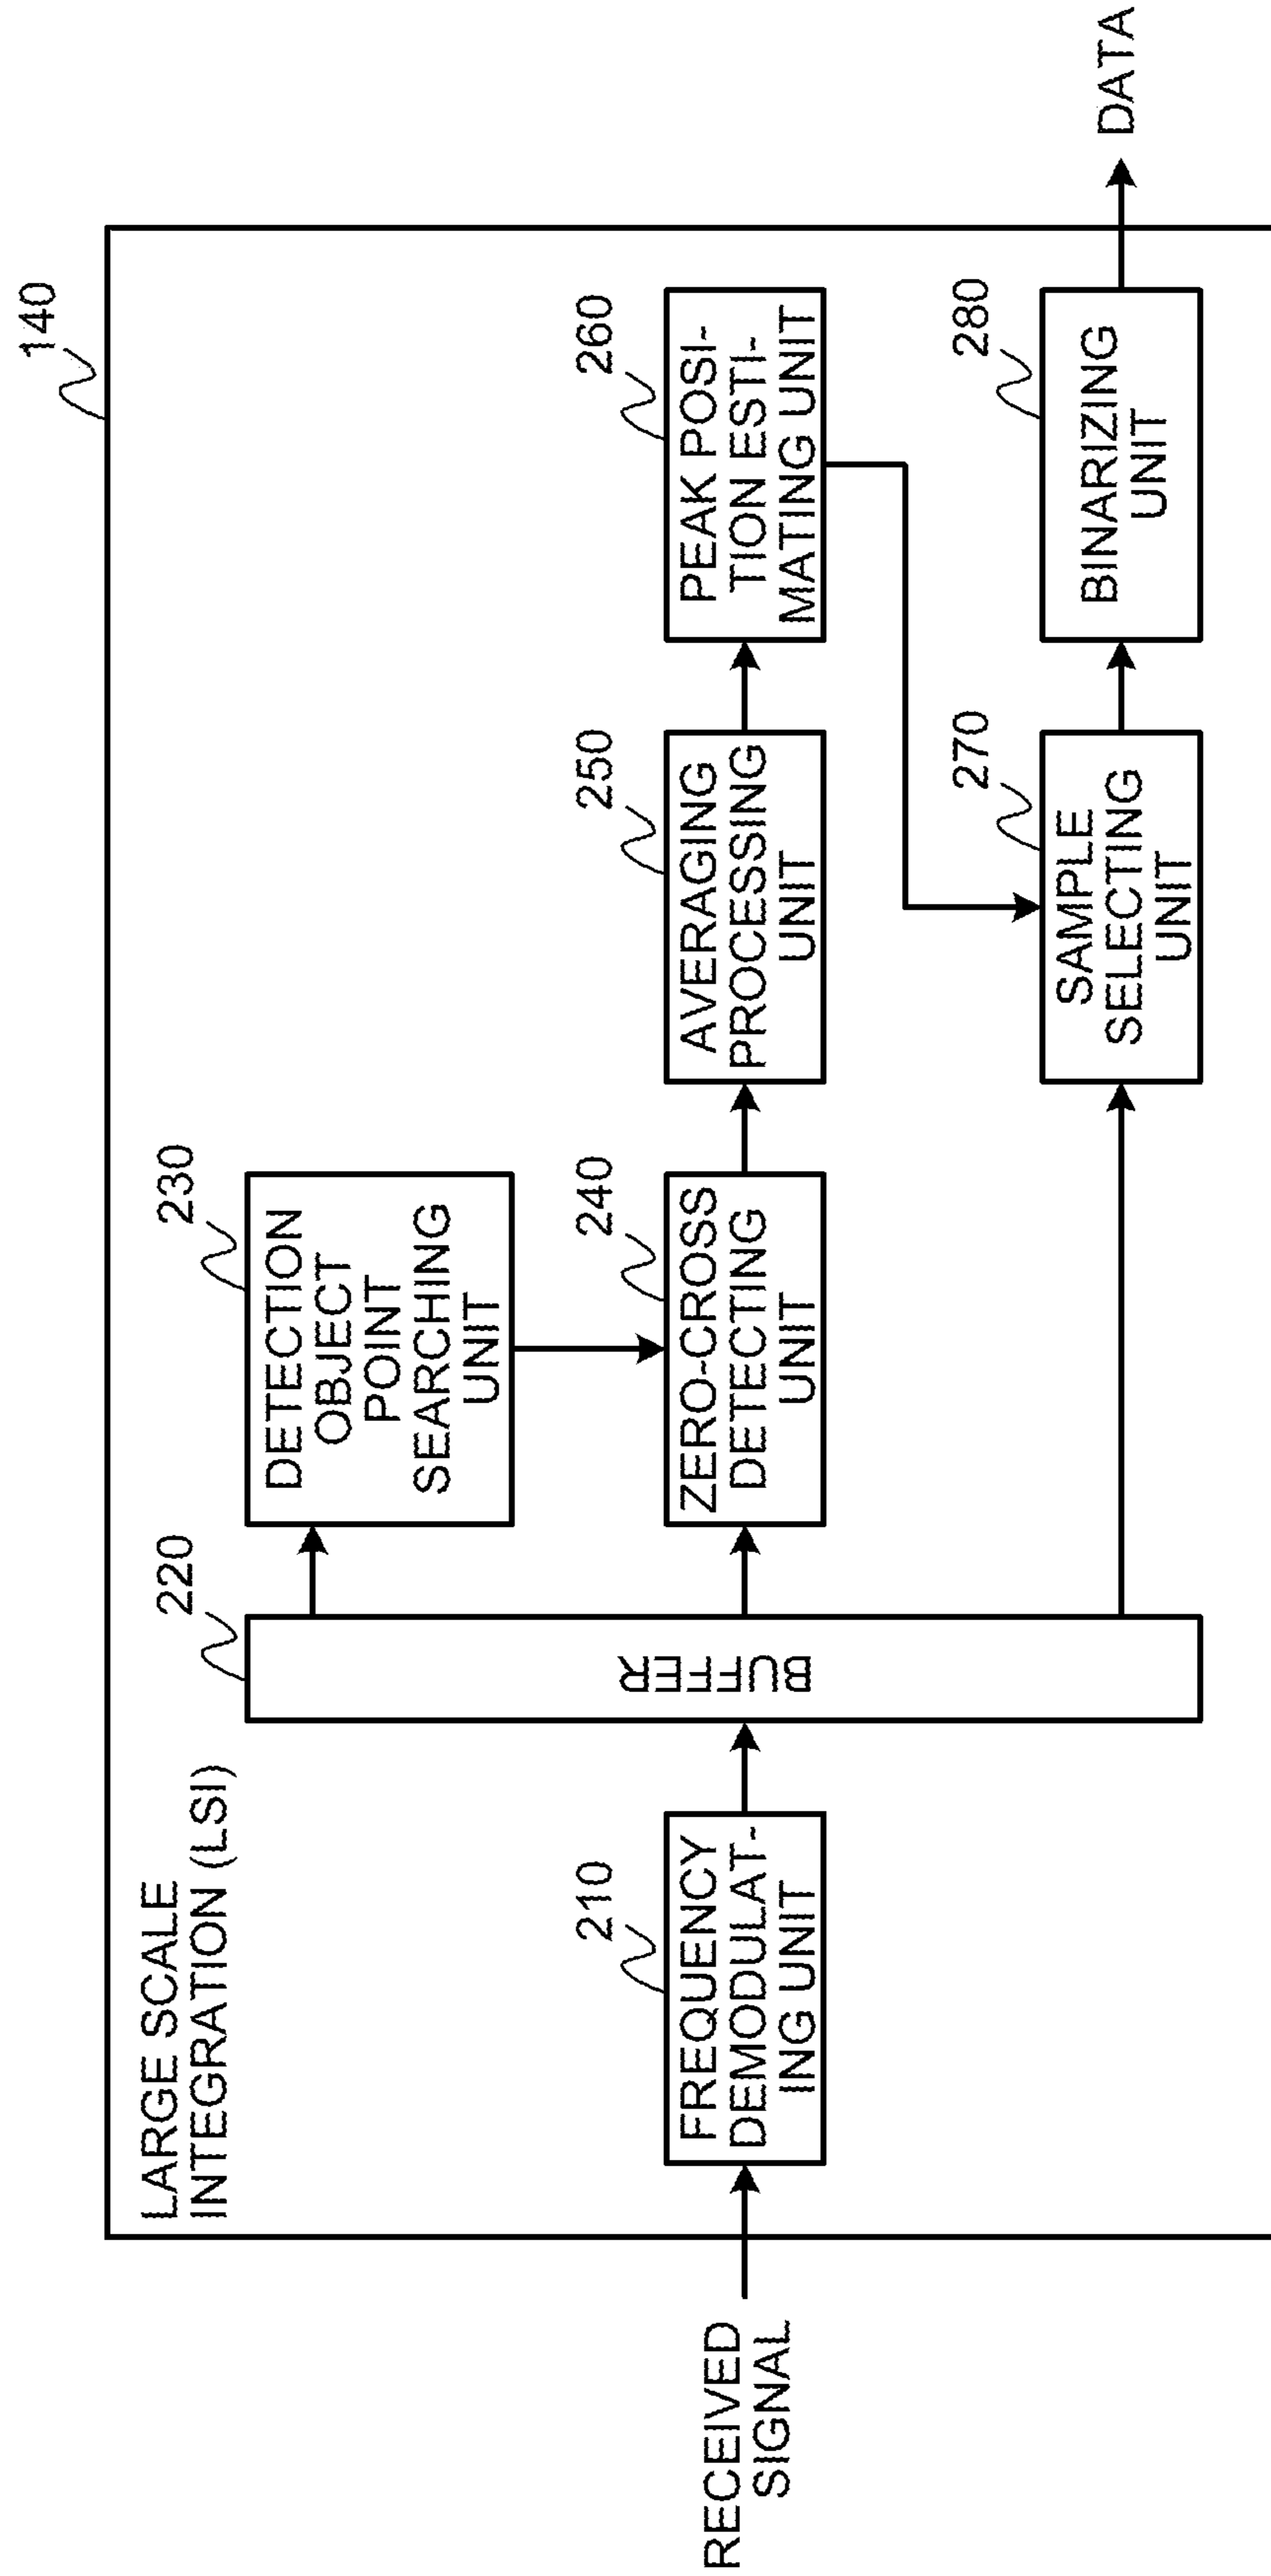 140
LARGE SCALE
INTEGRATION (LSI)
RECEIVED
SIGNAL
210
FREQUENCY
DEMODULAT-
ING UNIT
220
BUFFER
230
DETECTION
OBJECT
POINT
SEARCHING
UNIT
240
ZERO-CROSS
DETECTING
UNIT
250
AVERAGING
PROCESSING
UNIT
260
PEAK POSI-
TION ESTI-
MATING UNIT
270
SAMPLE
SELECTING
UNIT
280
BINARIZING
UNIT
DATA